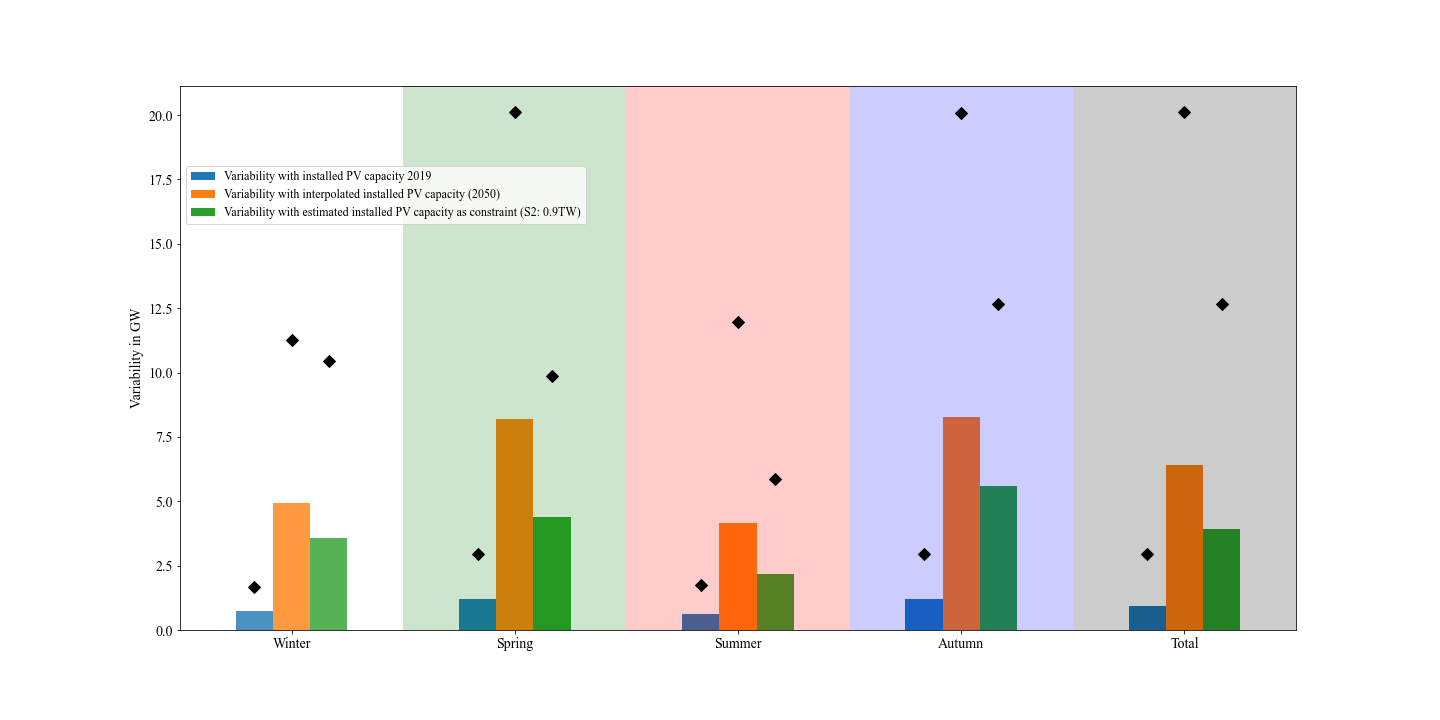 20.0
17.5
15.0
12.5
10.0
7.5
5.0
2.5
0.0
Variability in GW
Variability with installed PV capacity 2019
Variability with interpolated installed PV capacity (2050)
Variability with estimated installed PV capacity as constraint (S2: 0.9TW)
Winter
Spring
Summer
Autumn
Total